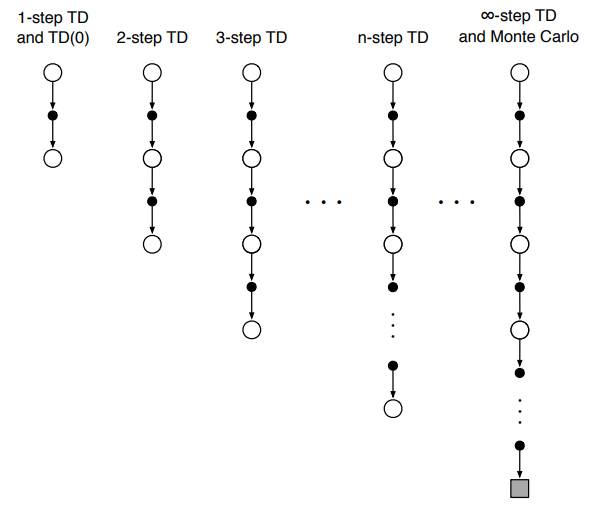 1-step TD
and TD(0)
2-step TD
3-step TD
n-step TD
∞-step TD
and Monte Carlo